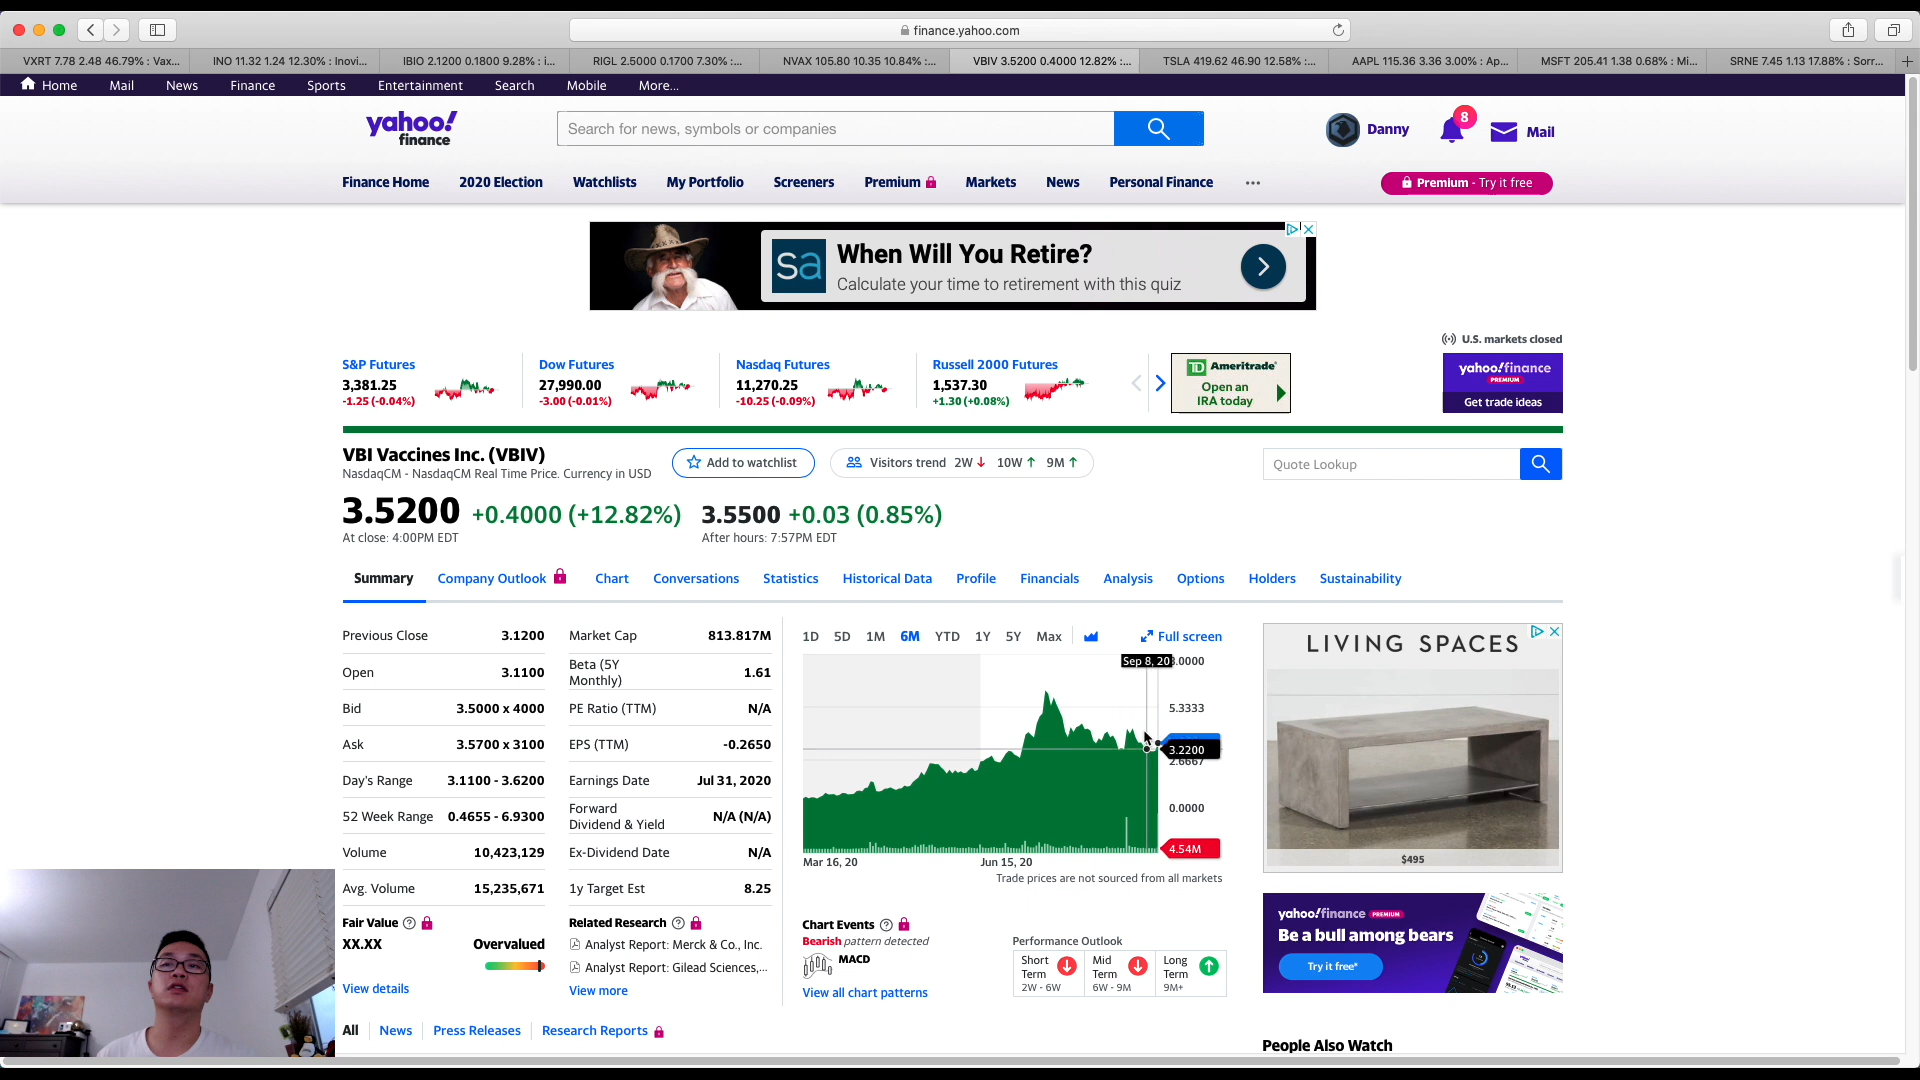 finance.yahoo.com
VXRT 7.78 2.48 46.79% : Vax...
INO 11.32 1.24 12.30% : Inovi...
IBIO 2.1200 0.1800 9.28% : i...
RIGL 2.5000 0.1700 7.30% :...
NVAX 105.80 10.35 10.84% :...
VBIV 3.5200 0.4000 12.82% :...
TSLA 419.62 46.90 12.58% :...
AAPL 115.36 3.36 3.00% : Ap...
MSFT 205.41 1.38 0.68% : Mi...
SRNE 7.45 1.13 17.88% : Sorr...
Home Mail News Finance Sports Entertainment Search Mobile More...
yahoo!
finance
Search for news, symbols or companies
Danny
8
Mail
Finance Home 2020 Election Watchlists My Portfolio Screeners Premium Markets News Personal Finance ...
Premium - Try it free
sa
When Will You Retire?
Calculate your time to retirement with this quiz
U.S. markets closed
S&P Futures
3,381.25
-1.25 (-0.04%)
Dow Futures
27,990.00
-3.00 (-0.01%)
Nasdaq Futures
11,270.25
-10.25 (-0.09%)
Russell 2000 Futures
1,537.30
+1.30 (+0.08%)
TD Ameritrade
Open an
IRA today
yahoo!finance
PREMIUM
Get trade ideas
VBI Vaccines Inc. (VBIV)
NasdaqCM - NasdaqCM Real Time Price. Currency in USD
Add to watchlist
Visitors trend 2W 10W 9M
Quote Lookup
3.5200 +0.4000 (+12.82%)
At close: 4:00PM EDT
3.5500 +0.03 (0.85%)
After hours: 7:57PM EDT
Summary Company Outlook Chart Conversations Statistics Historical Data Profile Financials Analysis Options Holders Sustainability
Previous Close 3.1200
Open 3.1100
Bid 3.5000 x 4000
Ask 3.5700 x 3100
Day's Range 3.1100 - 3.6200
52 Week Range 0.4655 - 6.9300
Volume 10,423,129
Avg. Volume 15,235,671
Market Cap 813.817M
Beta (5Y
Monthly) 1.61
PE Ratio (TTM) N/A
EPS (TTM) -0.2650
Earnings Date Jul 31, 2020
Forward
Dividend & Yield N/A (N/A)
Ex-Dividend Date N/A
1y Target Est 8.25
1D 5D 1M 6M YTD 1Y 5Y Max
Full screen
Sep 8, 20
.0000
5.3333
3.2200
2.6667
0.0000
4.54M
Mar 16, 20
Jun 15, 20
Trade prices are not sourced from all markets
Fair Value
XX.XX Overvalued
View details
Related Research
Analyst Report: Merck & Co., Inc.
Analyst Report: Gilead Sciences,...
View more
Chart Events
Bearish pattern detected
MACD
View all chart patterns
Performance Outlook
Short
Term
2W - 6W
Mid
Term
6W - 9M
Long
Term
9M+
LIVING SPACES
$495
yahoo!finance PREMIUM
Be a bull among bears
Try it free*
All News Press Releases Research Reports
People Also Watch